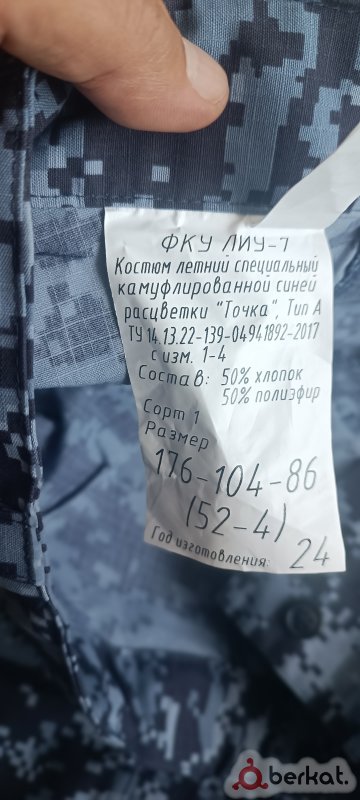 ФКУ ЛИУ-7
Костюм летний специальный
камуфлированной синей
расцветки "Точка", Тип А
ТУ 14.13.22-139-04941892-2017
с изм. 1-4
Состав: 50% хлопок
50% полиэфир
Сорт 1
Размер
176-104-86
(52-4)
Год изготовления: 24
berkat.